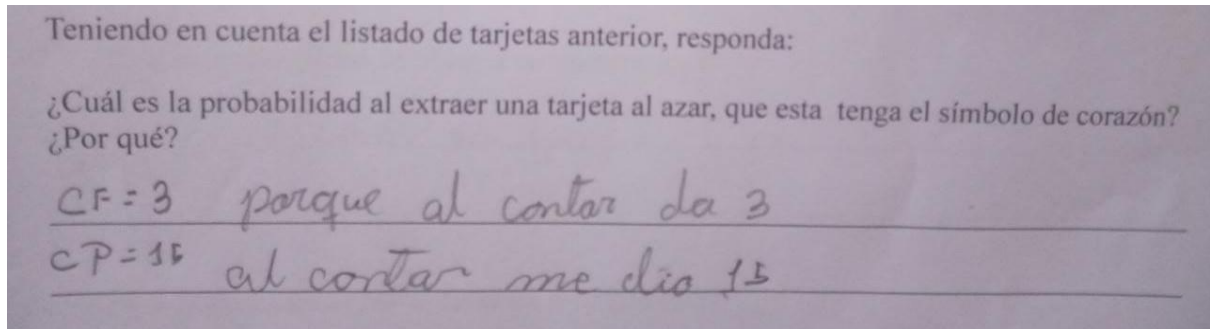 Teniendo en cuenta el listado de tarjetas anterior, responda:
¿Cuál es la probabilidad al extraer una tarjeta al azar, que esta tenga el símbolo de corazón?
¿Por qué?
CF = 3 porque al contar da 3
CP = 15 al contar me dio 15